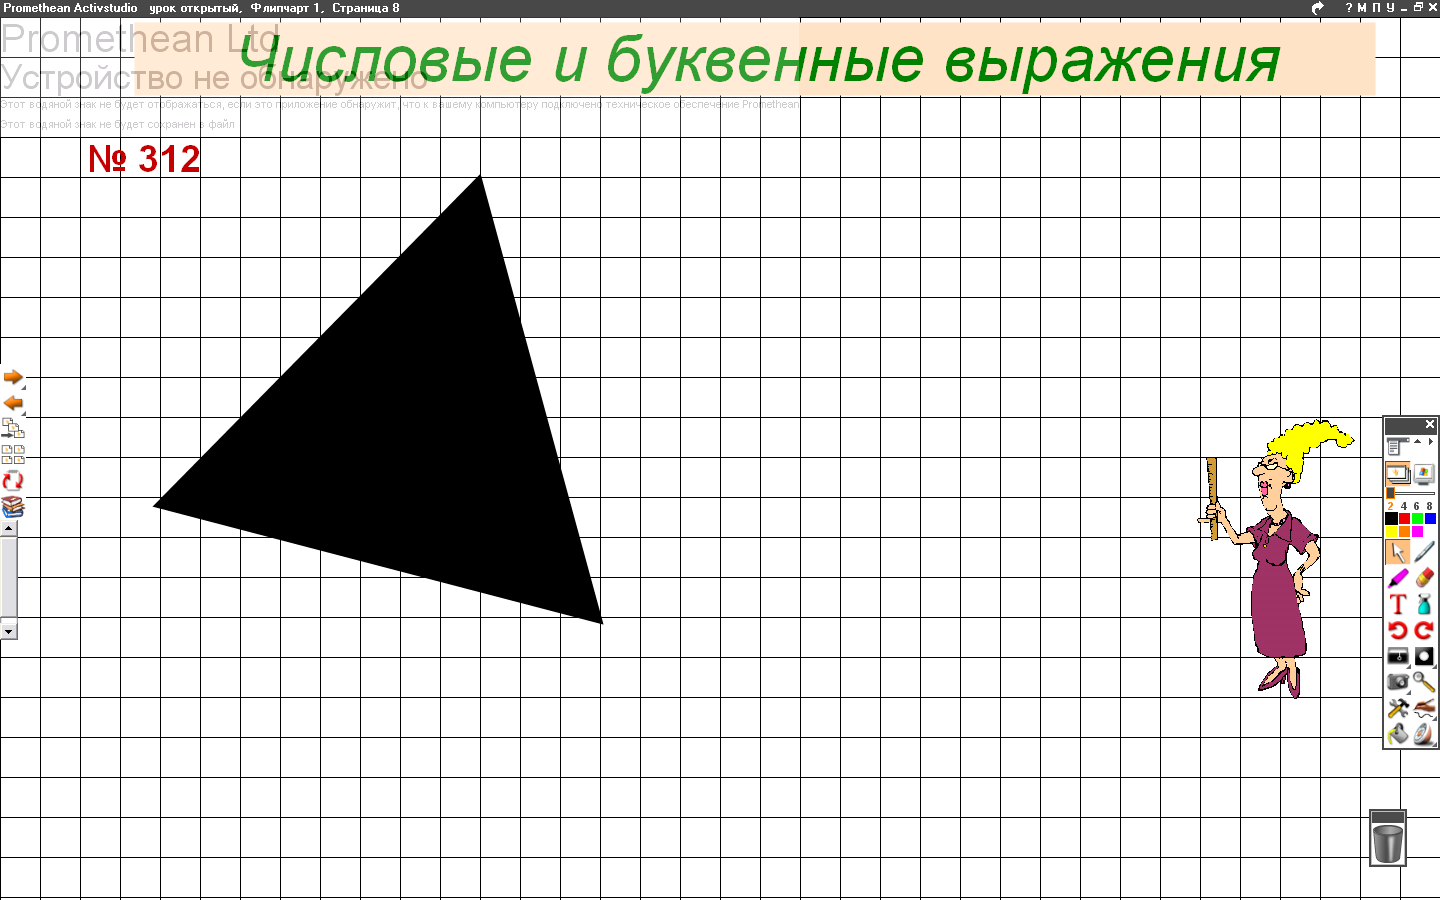 Promethean Activstudio урок открытый, Флипчарт 1, Страница 8
? М П У
Promethean Ltd
Числовые и буквенные выражения
Устройство не обнаружено
Этот водяной знак не будет отображаться, если это приложение обнаружит, что к вашему компьютеру подключено техническое обеспечение Promethean
Этот водяной знак не будет сохранен в файл
№ 312
2 4 6 8
T